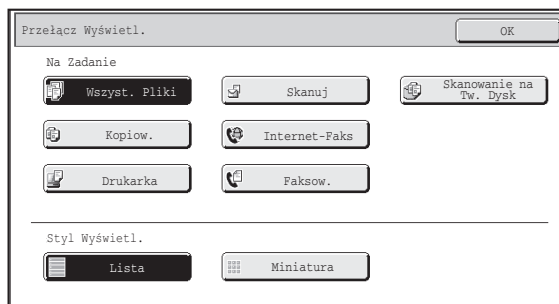 Przełącz Wyświetl.
OK
Na Zadanie
Wszyst. Pliki
Skanuj
Skanowanie na
Tw. Dysk
Kopiow.
Internet-Faks
Drukarka
Faksow.
Styl Wyświetl.
Lista
Miniatura